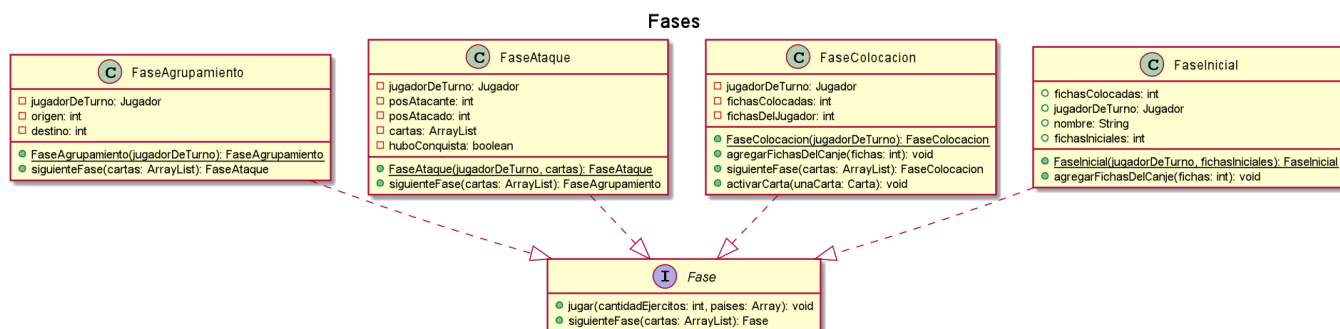 Fases
C FaseAgrupamiento
jugadorDeTurno: Jugador
origen: int
destino: int
FaseAgrupamiento(jugadorDeTurno): FaseAgrupamiento
siguienteFase(cartas: ArrayList): FaseAtaque
C FaseAtaque
jugadorDeTurno: Jugador
posAtacante: int
posAtacado: int
cartas: ArrayList
huboConquista: boolean
FaseAtaque(jugadorDeTurno, cartas): FaseAtaque
siguienteFase(cartas: ArrayList): FaseAgrupamiento
C FaseColocacion
jugadorDeTurno: Jugador
fichasColocadas: int
fichasDelJugador: int
FaseColocacion(jugadorDeTurno): FaseColocacion
agregarFichasDelCanje(fichas: int): void
siguienteFase(cartas: ArrayList): FaseColocacion
activarCarta(unaCarta: Carta): void
C FaseInicial
fichasColocadas: int
jugadorDeTurno: Jugador
nombre: String
fichasIniciales: int
FaseInicial(jugadorDeTurno, fichasIniciales): FaseInicial
agregarFichasDelCanje(fichas: int): void
I Fase
jugar(cantidadEjercitos: int, paises: Array): void
siguienteFase(cartas: ArrayList): Fase